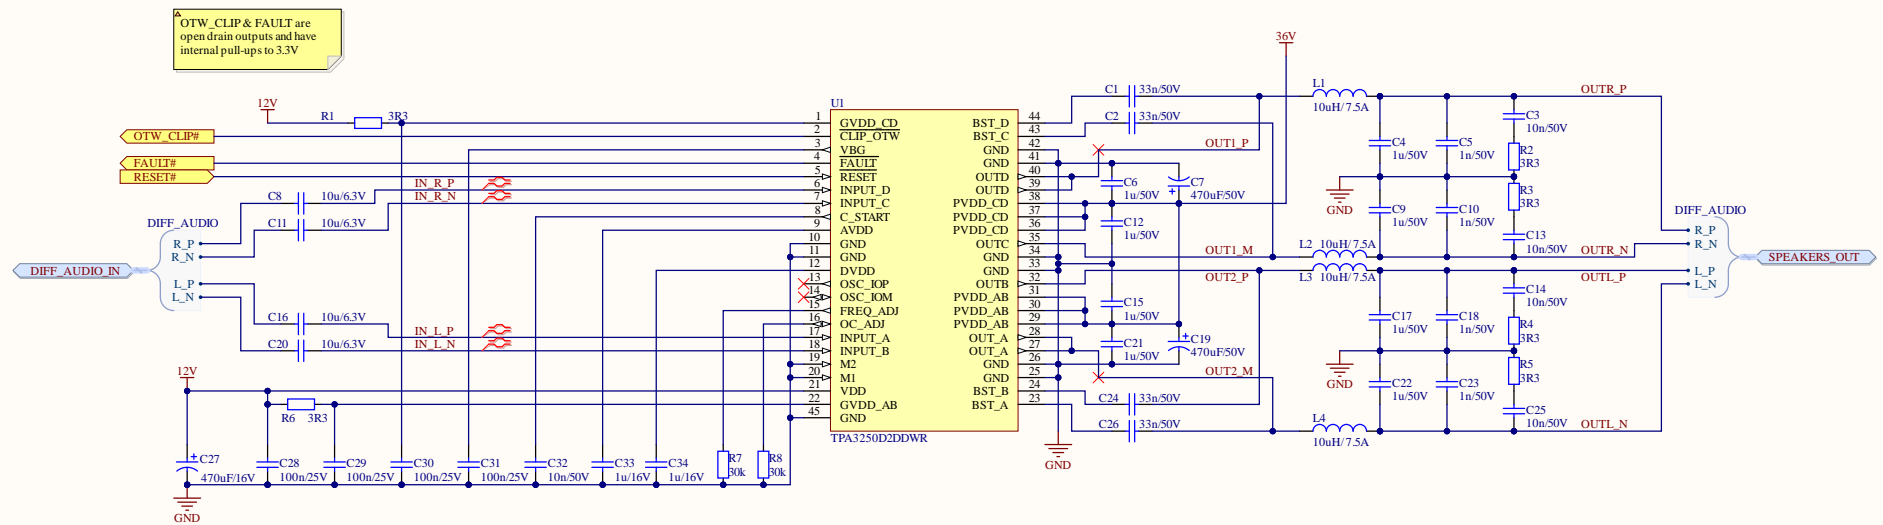 OTW_CLIP & FAULT are
open drain outputs and have
internal pull-ups to 3.3V
12V
R1 3R3
OTW_CLIP#
FAULT#
RESET#
IN_R_P
IN_R_N
C8 10u/6.3V
C11 10u/6.3V
DIFF_AUDIO
R_P
R_N
DIFF_AUDIO_IN
L_P
L_N
C16 10u/6.3V
IN_L_P
IN_L_N
C20 10u/6.3V
12V
R6 3R3
C27
470uF/16V
C28
100n/25V
C29
100n/25V
C30
100n/25V
C31
100n/25V
C32
10n/50V
C33
1u/16V
C34
1u/16V
R7
30k
R8
30k
GND
U1
1 GVDD_CD
2 CLIP_OTW
3 VBG
4 FAULT
5 RESET
6 INPUT_D
7 INPUT_C
8 C_START
9 AVDD
10 GND
11 GND
12 DVDD
13 OSC_IOP
14 OSC_IOM
15 FREQ_ADJ
16 OC_ADJ
17 INPUT_A
18 INPUT_B
19 M2
20 M1
21 VDD
22 GVDD_AB
45 GND
BST_D 44
BST_C 43
GND 42
GND 41
OUTD 40
OUTD 39
PVDD_CD 38
PVDD_CD 37
PVDD_CD 36
OUTC 35
GND 34
GND 33
OUTB 32
PVDD_AB 31
PVDD_AB 30
PVDD_AB 29
OUT_A 28
OUT_A 27
GND 26
GND 25
BST_B 24
BST_A 23
TPA3250D2DDWR
36V
C1 33n/50V
C2 33n/50V
OUT1_P
C6
1u/50V
C7
470uF/50V
C12
1u/50V
OUT1_M
OUT2_P
C15
1u/50V
C21
1u/50V
C19
470uF/50V
OUT2_M
C24 33n/50V
C26 33n/50V
GND
L1
10uH/7.5A
OUTR_P
C4
1u/50V
C5
1n/50V
C3
10n/50V
R2
3R3
GND
R3
3R3
C9
1u/50V
C10
1n/50V
C13
10n/50V
L2 10uH/7.5A
OUTR_N
L3 10uH/7.5A
OUTL_P
C17
1u/50V
C18
1n/50V
C14
10n/50V
R4
3R3
GND
R5
3R3
C22
1u/50V
C23
1n/50V
C25
10n/50V
L4
10uH/7.5A
OUTL_N
DIFF_AUDIO
R_P
R_N
SPEAKERS_OUT
L_P
L_N